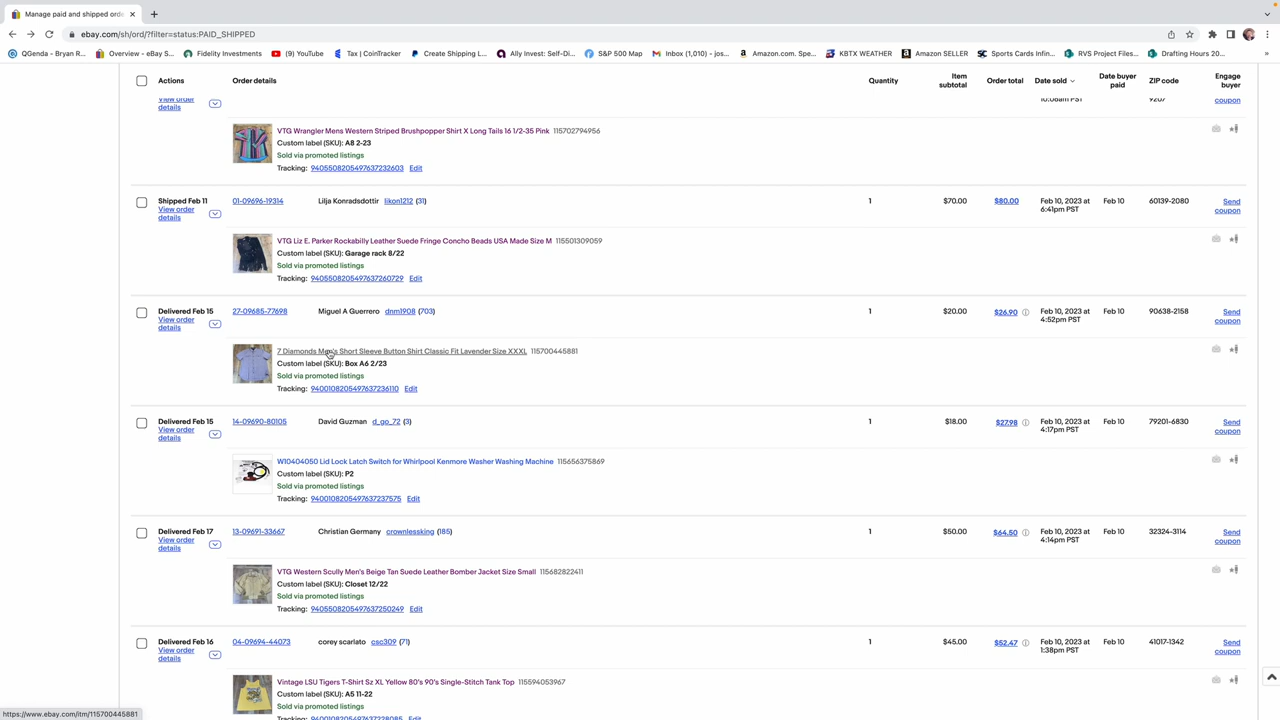 Manage paid and shipped orde
ebay.com/sh/ord/?filter=status:PAID_SHIPPED
QGenda - Bryan R... Overview - eBay S... Fidelity Investments (9) YouTube Tax | CoinTracker Create Shipping L... Ally Invest: Self-Di... S&P 500 Map Inbox (1,010) - jos... Amazon.com. Spe... KBTX WEATHER Amazon SELLER Sports Cards Infin... RVS Project Files... Drafting Hours 20... »
Actions Order details Quantity Item subtotal Order total Date sold Date buyer paid ZIP code Engage buyer
View order details 10:08am PST 9207 coupon
VTG Wrangler Mens Western Striped Brushpopper Shirt X Long Tails 16 1/2-35 Pink 115702794956
Custom label (SKU): A8 2-23
Sold via promoted listings
Tracking: 9405508205497637232603 Edit
Shipped Feb 11 01-09696-19314 Lilja Konradsdottir likon1212 (31) 1 $70.00 $80.00 Feb 10, 2023 at 6:41pm PST Feb 10 60139-2080 Send coupon
View order details
VTG Liz E. Parker Rockabilly Leather Suede Fringe Concho Beads USA Made Size M 115501309059
Custom label (SKU): Garage rack 8/22
Sold via promoted listings
Tracking: 9405508205497637260729 Edit
Delivered Feb 15 27-09685-77698 Miguel A Guerrero dnm1908 (703) 1 $20.00 $26.90 Feb 10, 2023 at 4:52pm PST Feb 10 90638-2158 Send coupon
View order details
7 Diamonds Men's Short Sleeve Button Shirt Classic Fit Lavender Size XXXL 115700445881
Custom label (SKU): Box A6 2/23
Sold via promoted listings
Tracking: 9400108205497637236110 Edit
Delivered Feb 15 14-09690-80105 David Guzman d_go_72 (3) 1 $18.00 $27.98 Feb 10, 2023 at 4:17pm PST Feb 10 79201-6830 Send coupon
View order details
W10404050 Lid Lock Latch Switch for Whirlpool Kenmore Washer Washing Machine 115656375869
Custom label (SKU): P2
Sold via promoted listings
Tracking: 9400108205497637237575 Edit
Delivered Feb 17 13-09691-33667 Christian Germany crownlessking (185) 1 $50.00 $64.50 Feb 10, 2023 at 4:14pm PST Feb 10 32324-3114 Send coupon
View order details
VTG Western Scully Men's Beige Tan Suede Leather Bomber Jacket Size Small 115682822411
Custom label (SKU): Closet 12/22
Sold via promoted listings
Tracking: 9405508205497637250249 Edit
Delivered Feb 16 04-09694-44073 corey scarlato csc309 (71) 1 $45.00 $52.47 Feb 10, 2023 at 1:38pm PST Feb 10 41017-1342 Send coupon
View order details
Vintage LSU Tigers T-Shirt Sz XL Yellow 80's 90's Single-Stitch Tank Top 115594053967
Custom label (SKU): A5 11-22
Sold via promoted listings
Tracking: 9400108205497637228085 Edit
https://www.ebay.com/itm/115700445881